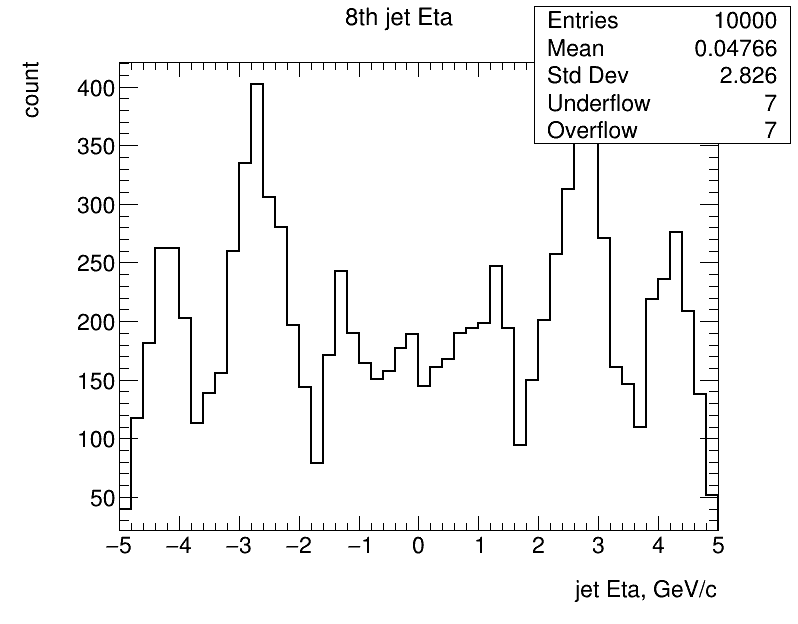 8th jet Eta
Entries 10000
Mean 0.04766
Std Dev 2.826
Underflow 7
Overflow 7
count
400
350
300
250
200
150
100
50
−5 −4 −3 −2 −1 0 1 2 3 4 5
jet Eta, GeV/c